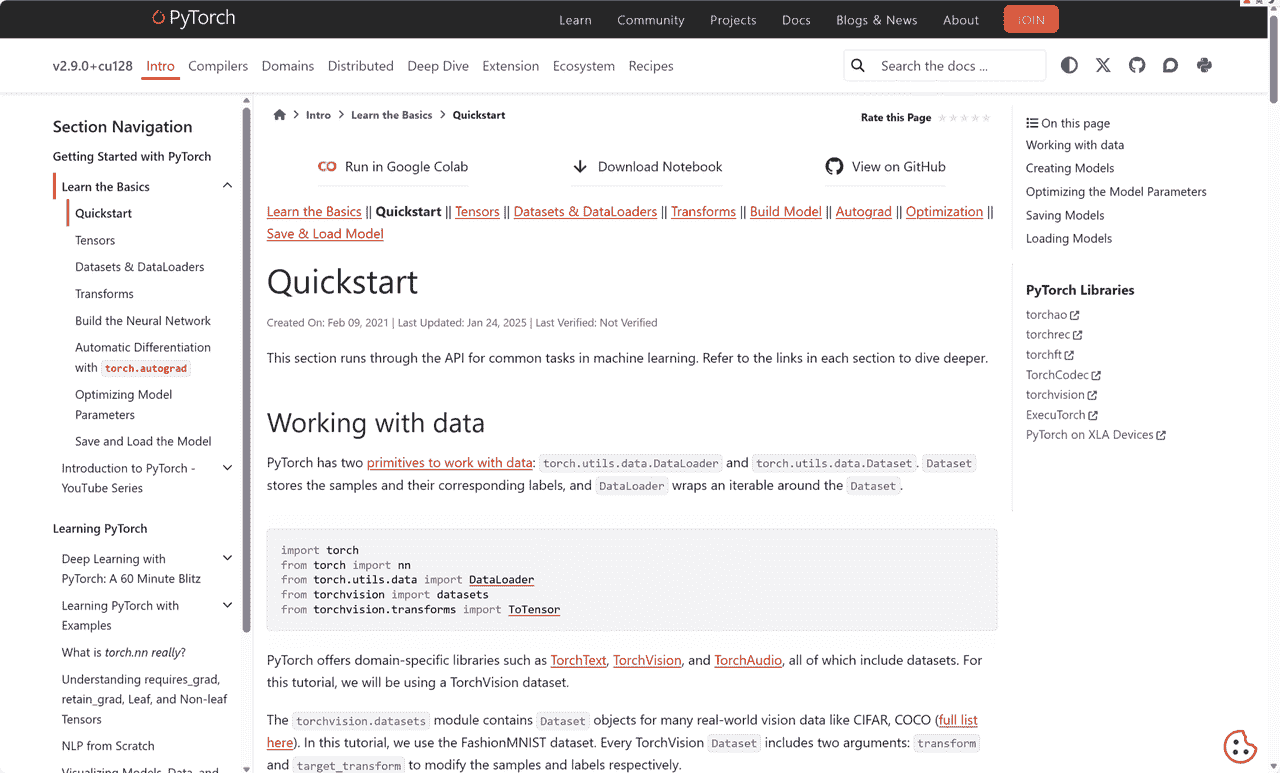 PyTorch
Learn Community Projects Docs Blogs & News About JOIN
v2.9.0+cu128 Intro Compilers Domains Distributed Deep Dive Extension Ecosystem Recipes
Search the docs ...
Section Navigation
Getting Started with PyTorch
Learn the Basics
Quickstart
Tensors
Datasets & DataLoaders
Transforms
Build the Neural Network
Automatic Differentiation
with torch.autograd
Optimizing Model
Parameters
Save and Load the Model
Introduction to PyTorch -
YouTube Series
Learning PyTorch
Deep Learning with
PyTorch: A 60 Minute Blitz
Learning PyTorch with
Examples
What is torch.nn really?
Understanding requires_grad,
retain_grad, Leaf, and Non-leaf
Tensors
NLP from Scratch
Visualizing Models, Data, and
Intro > Learn the Basics > Quickstart
Rate this Page ★ ★ ★ ★ ★
CO Run in Google Colab
Download Notebook
View on GitHub
Learn the Basics || Quickstart || Tensors || Datasets & DataLoaders || Transforms || Build Model || Autograd || Optimization ||
Save & Load Model
Quickstart
Created On: Feb 09, 2021 | Last Updated: Jan 24, 2025 | Last Verified: Not Verified
This section runs through the API for common tasks in machine learning. Refer to the links in each section to dive deeper.
Working with data
PyTorch has two primitives to work with data: torch.utils.data.DataLoader and torch.utils.data.Dataset. Dataset
stores the samples and their corresponding labels, and DataLoader wraps an iterable around the Dataset.
import torch
from torch import nn
from torch.utils.data import DataLoader
from torchvision import datasets
from torchvision.transforms import ToTensor
PyTorch offers domain-specific libraries such as TorchText, TorchVision, and TorchAudio, all of which include datasets. For
this tutorial, we will be using a TorchVision dataset.
The torchvision.datasets module contains Dataset objects for many real-world vision data like CIFAR, COCO (full list
here). In this tutorial, we use the FashionMNIST dataset. Every TorchVision Dataset includes two arguments: transform
and target_transform to modify the samples and labels respectively.
On this page
Working with data
Creating Models
Optimizing the Model Parameters
Saving Models
Loading Models
PyTorch Libraries
torchao
torchrec
torchft
TorchCodec
torchvision
ExecuTorch
PyTorch on XLA Devices